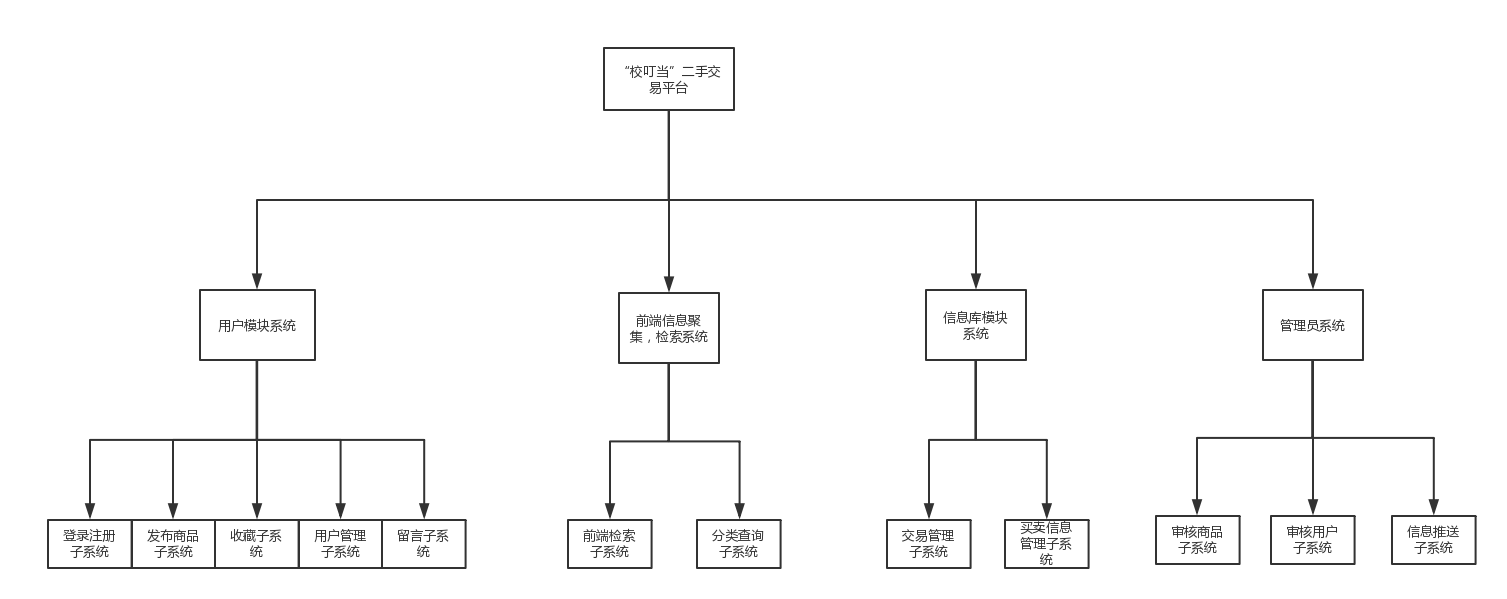 “校叮当”二手交
易平台
用户模块系统
前端信息聚
集，检索系统
信息库模块
系统
管理员系统
登录注册
子系统
发布商品
子系统
收藏子系
统
用户管理
子系统
留言子系
统
前端检索
子系统
分类查询
子系统
交易管理
子系统
买卖信息
管理子系
统
审核商品
子系统
审核用户
子系统
信息推送
子系统